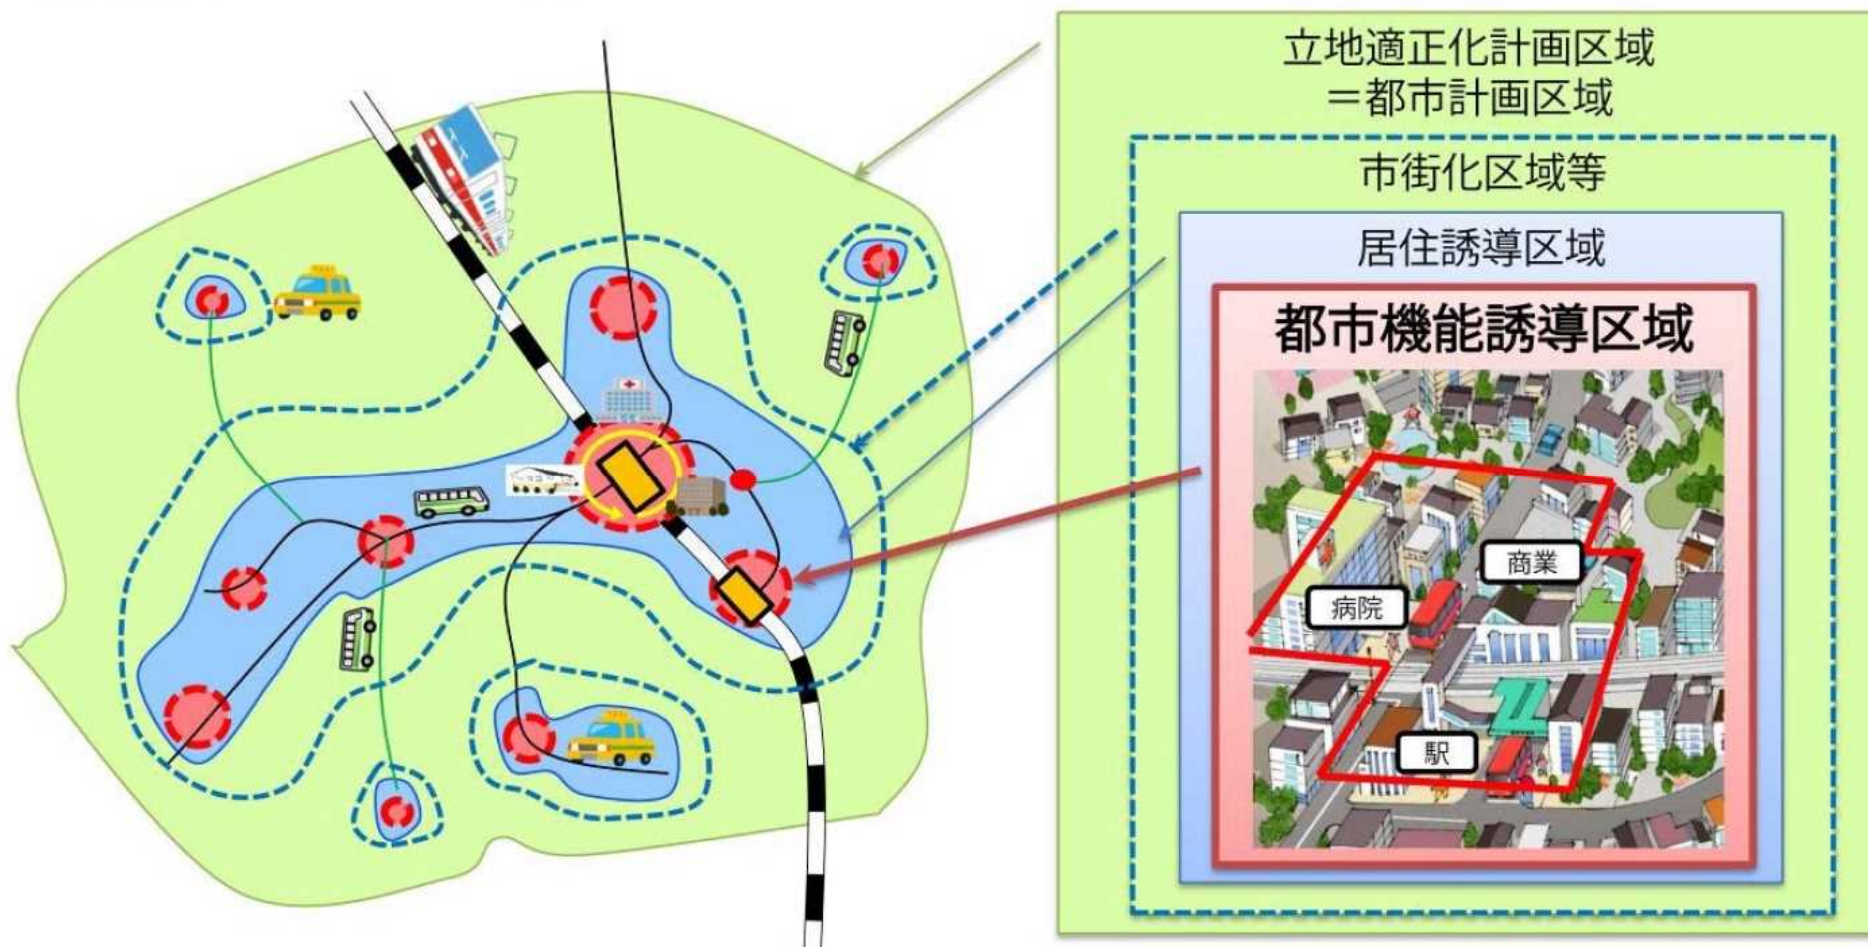 立地適正化計画区域
＝都市計画区域
市街化区域等
居住誘導区域
都市機能誘導区域
商業
病院
駅